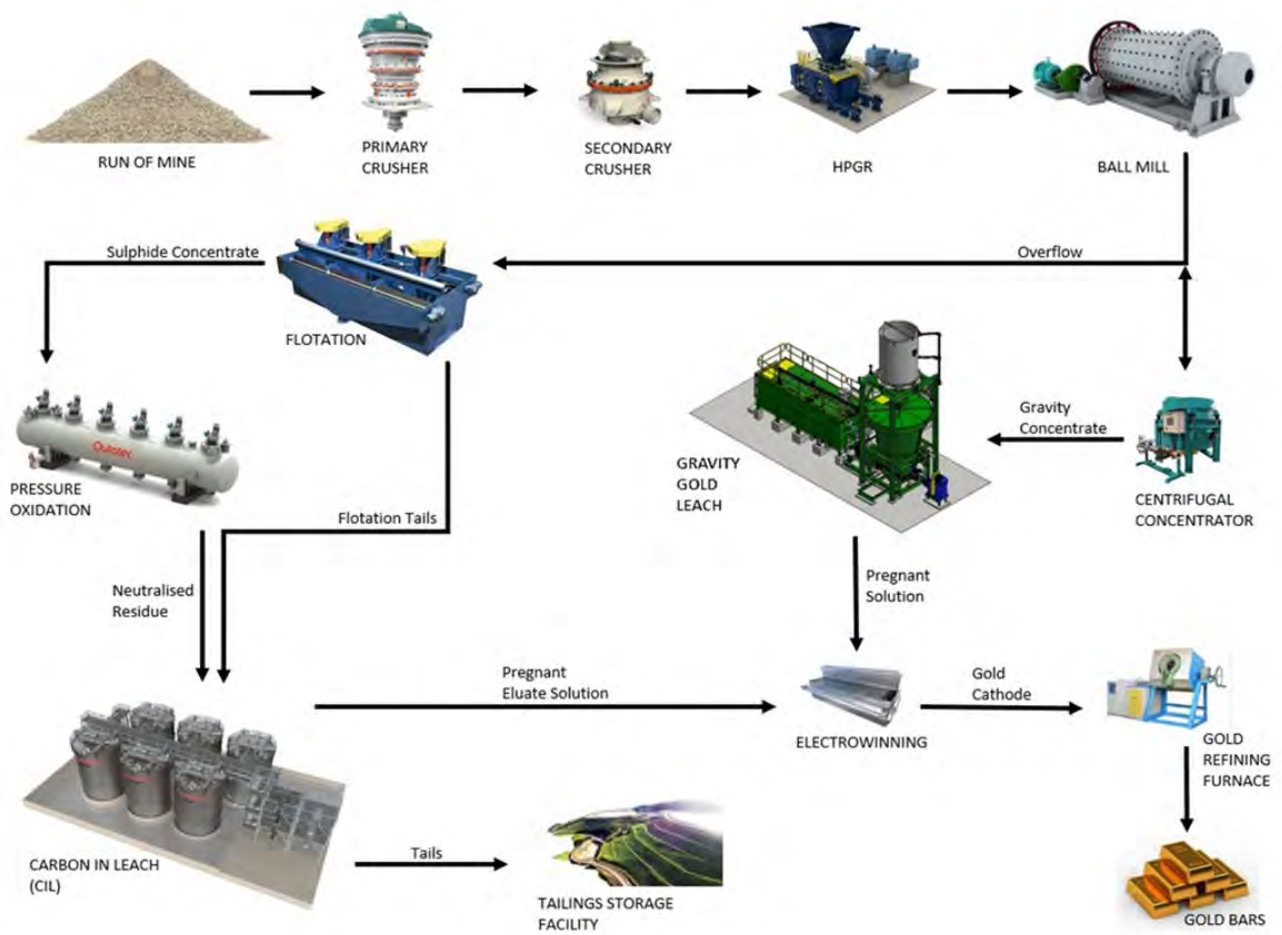 RUN OF MINE
PRIMARY
CRUSHER
SECONDARY
CRUSHER
HPGR
BALL MILL
Sulphide Concentrate
Overflow
FLOTATION
Gravity
Concentrate
Outotec
PRESSURE
OXIDATION
GRAVITY
GOLD
LEACH
CENTRIFUGAL
CONCENTRATOR
Flotation Tails
Neutralised
Residue
Pregnant
Solution
Pregnant
Eluate Solution
Gold
Cathode
ELECTROWINNING
GOLD
REFINING
FURNACE
CARBON IN LEACH
(CIL)
Tails
TAILINGS STORAGE
FACILITY
GOLD BARS